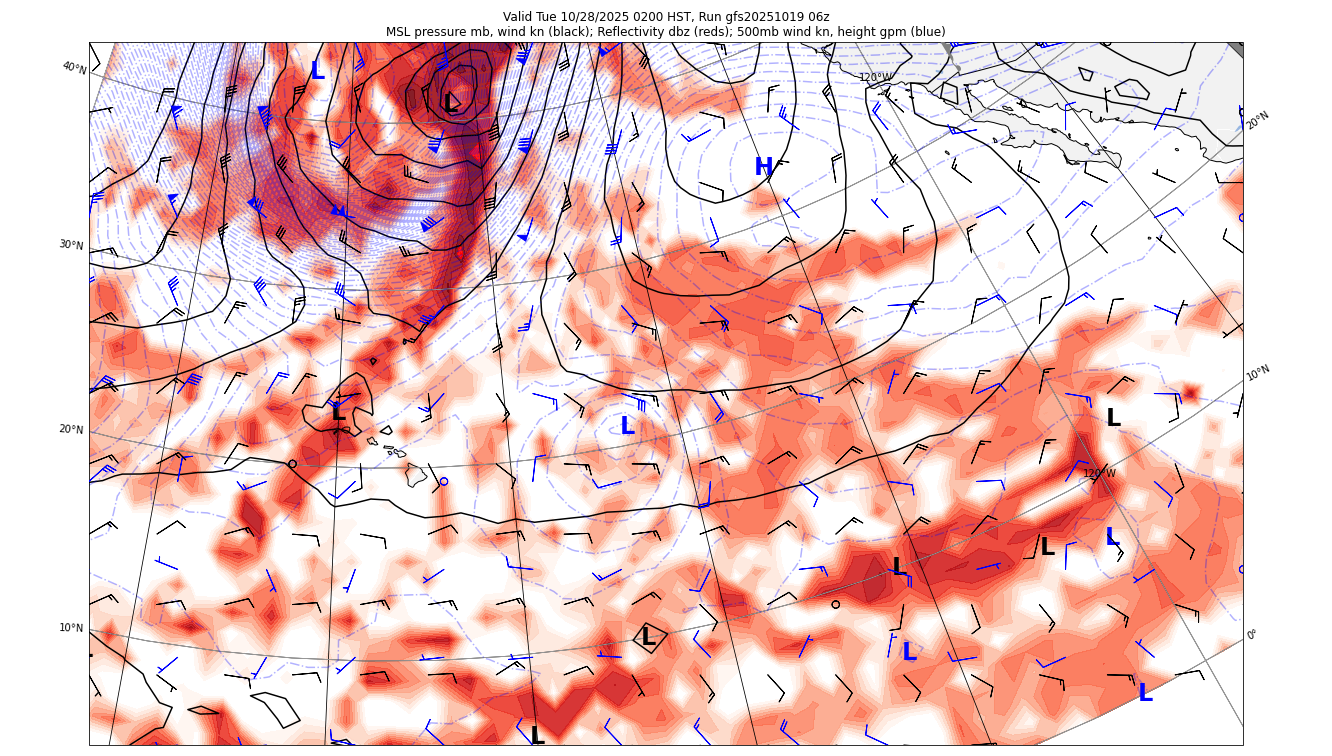 Valid Tue 10/28/2025 0200 HST, Run gfs20251019 06z
MSL pressure mb, wind kn (black); Reflectivity dbz (reds); 500mb wind kn, height gpm (blue)
40°N
L
120°W
L
20°N
H
30°N
10°N
L
L
L
20°N
120°W
L
L
L
10°N
L
0°
L
L
L